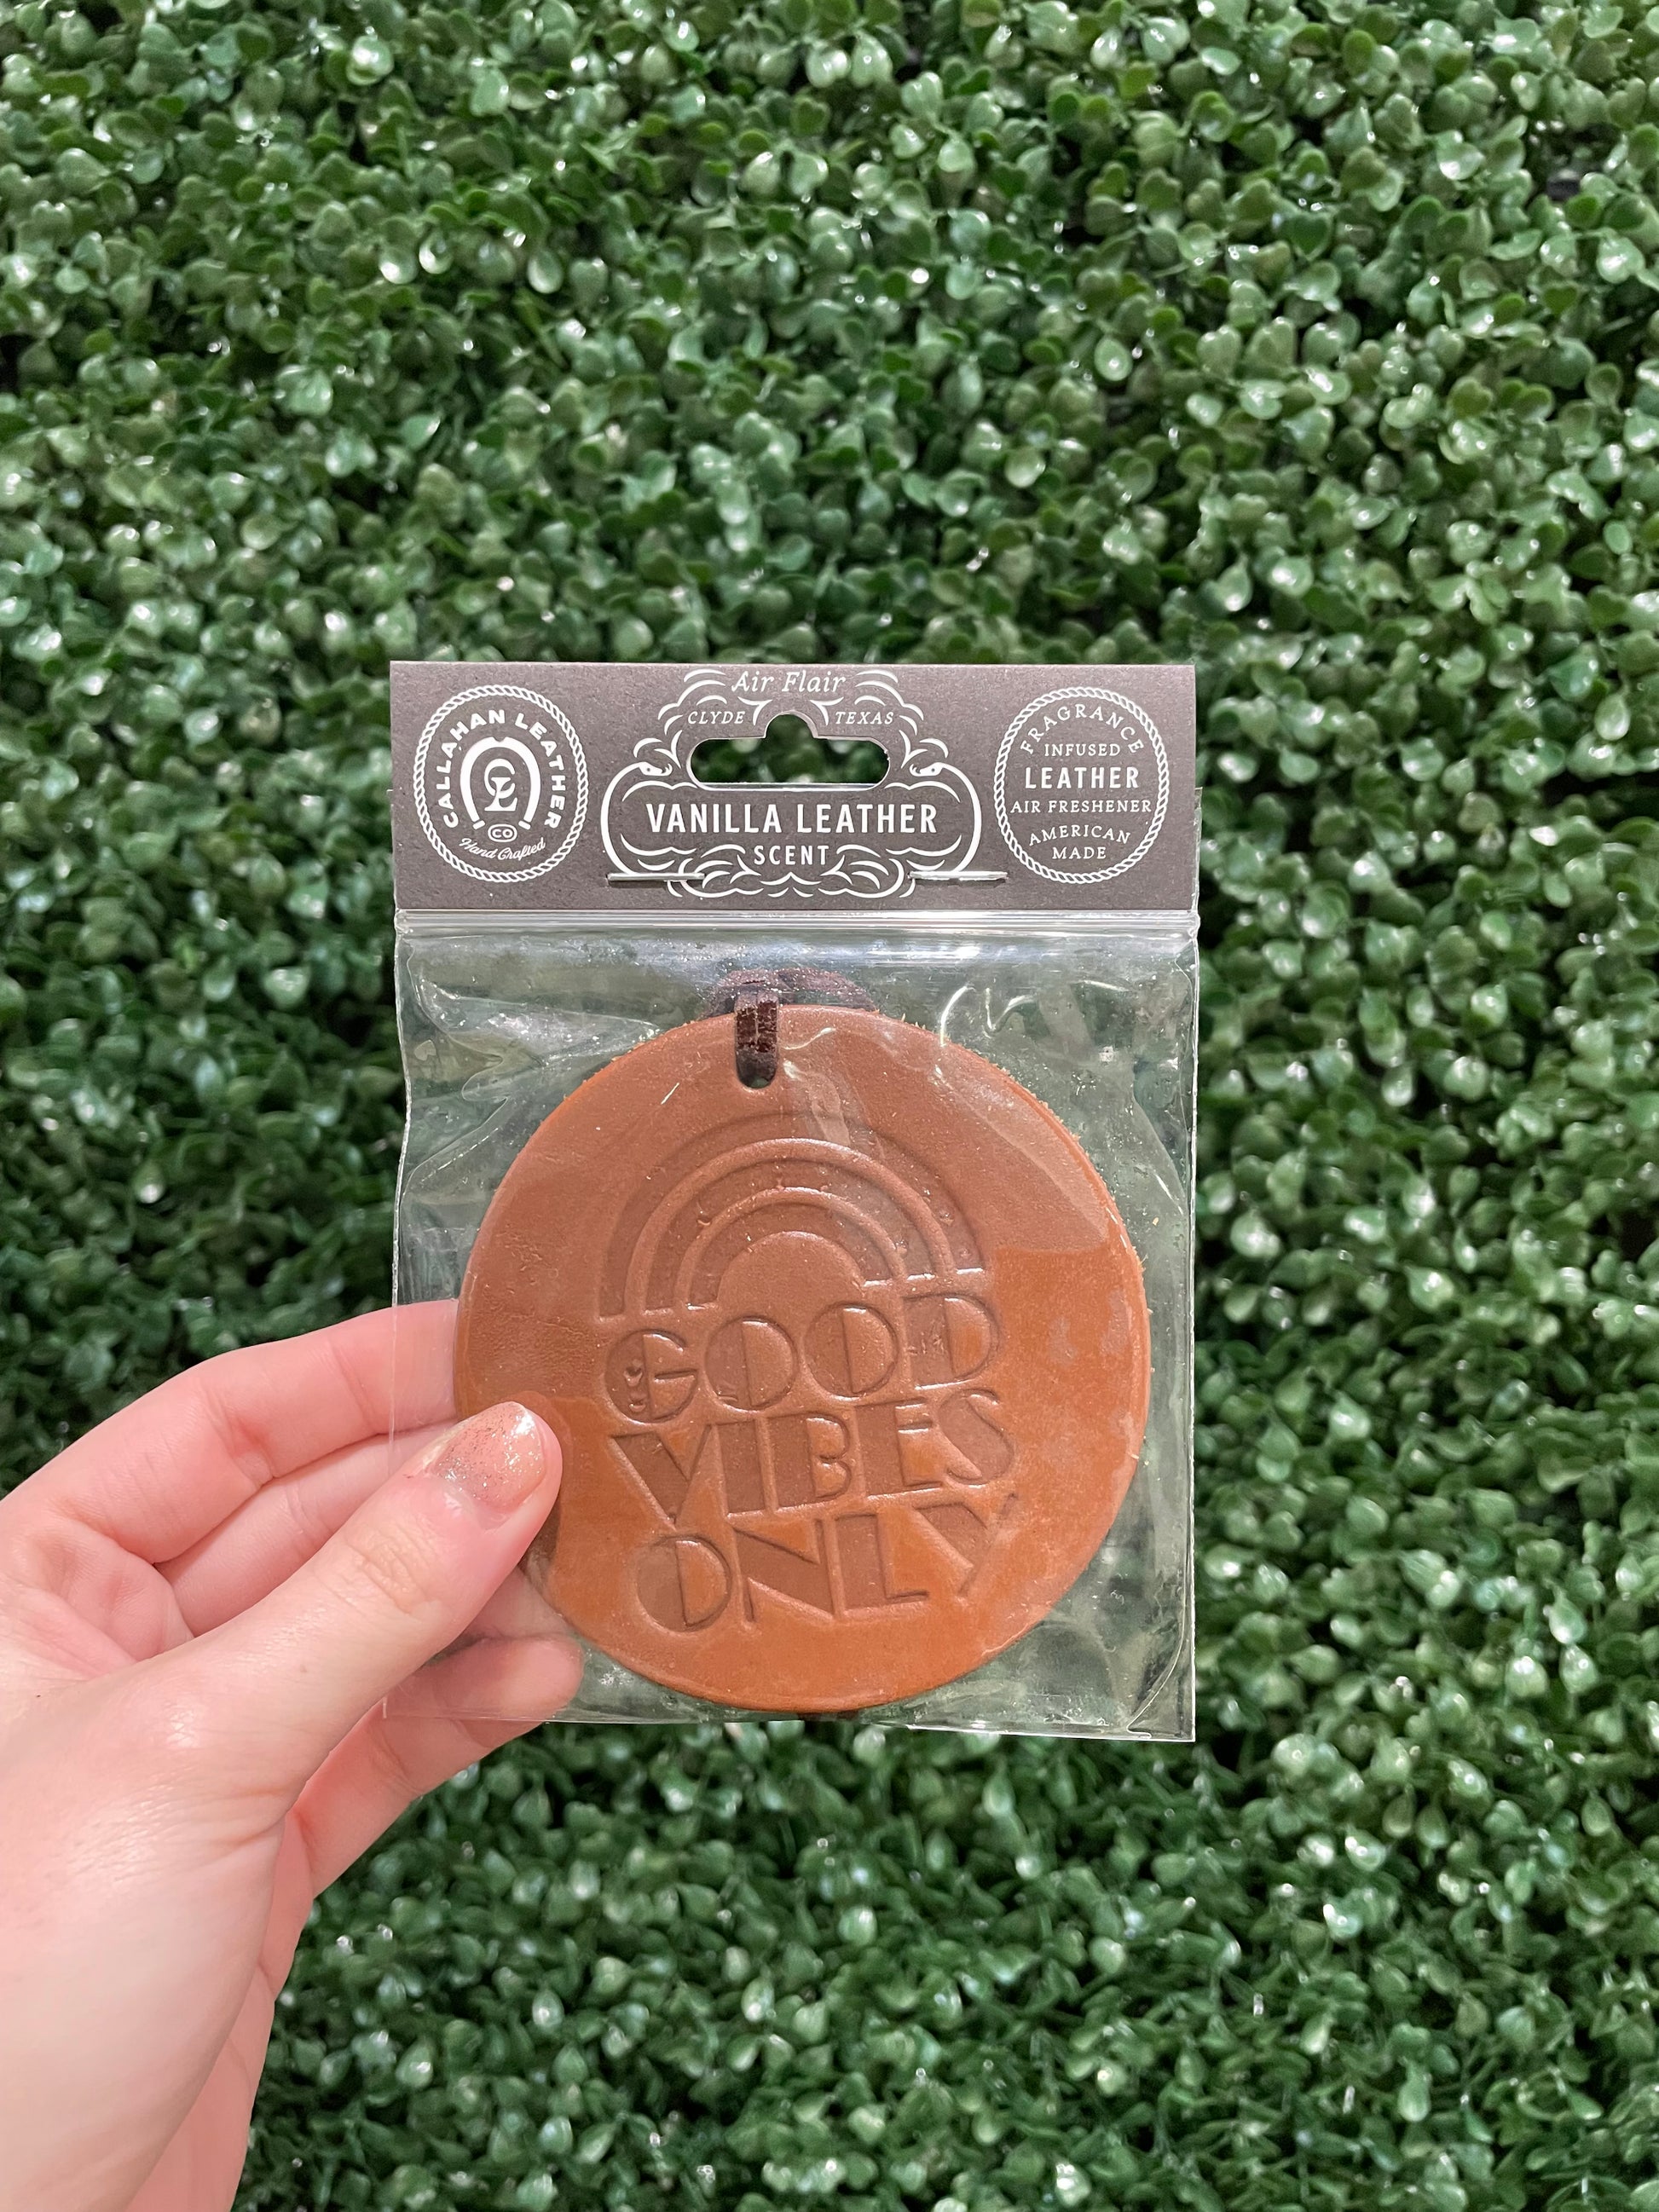 CALLAHAN LEATHER
CL
CO
Hand Crafted
Air Flair
CLYDE TEXAS
VANILLA LEATHER
SCENT
FRAGRANCE
INFUSED
LEATHER
AIR FRESHENER
AMERICAN
MADE
GOOD
VIBES
ONLY